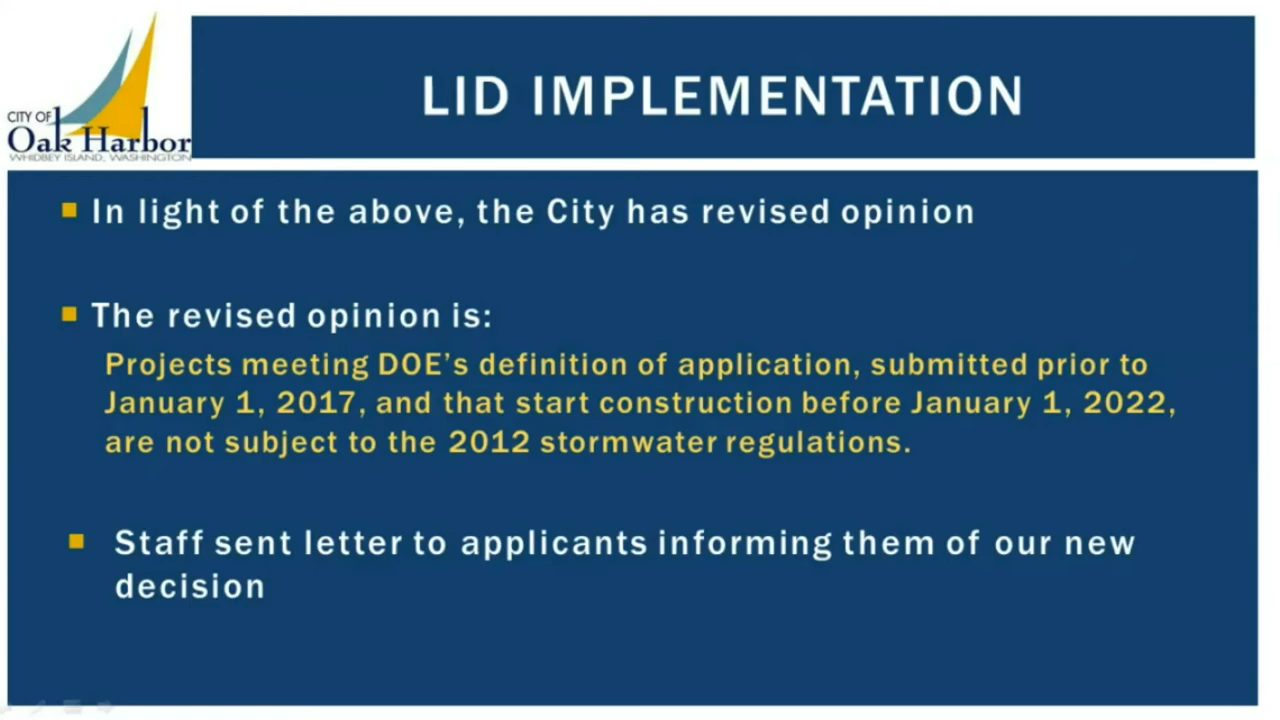 CITY OF
Oak Harbor
WHIDBEY ISLAND, WASHINGTON
LID IMPLEMENTATION
In light of the above, the City has revised opinion
The revised opinion is:
Projects meeting DOE’s definition of application, submitted prior to
January 1, 2017, and that start construction before January 1, 2022,
are not subject to the 2012 stormwater regulations.
Staff sent letter to applicants informing them of our new
decision